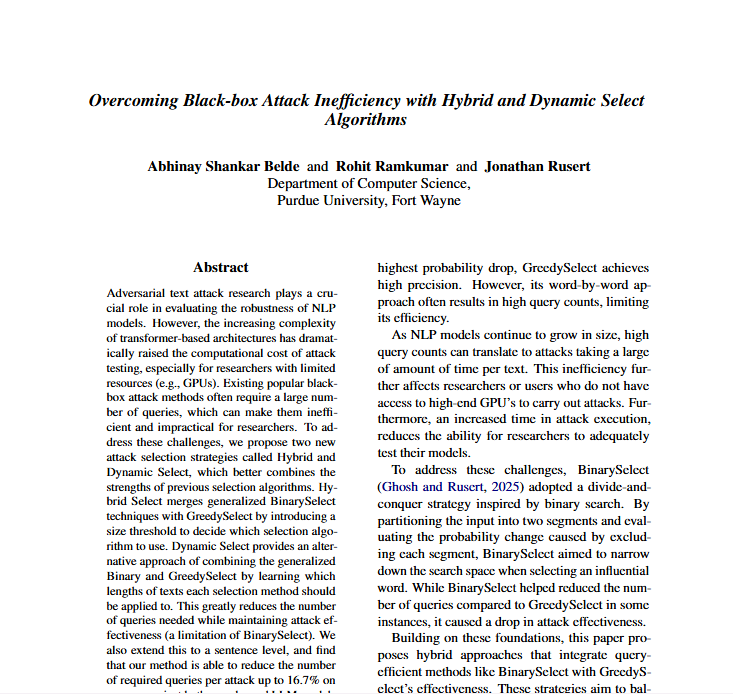 Overcoming Black-box Attack Inefficiency with Hybrid and Dynamic Select
Algorithms
Abhinay Shankar Belde and Rohit Ramkumar and Jonathan Rusert
Department of Computer Science,
Purdue University, Fort Wayne
Abstract
Adversarial text attack research plays a cru-
cial role in evaluating the robustness of NLP
models. However, the increasing complexity
of transformer-based architectures has dramat-
ically raised the computational cost of attack
testing, especially for researchers with limited
resources (e.g., GPUs). Existing popular black-
box attack methods often require a large num-
ber of queries, which can make them ineffi-
cient and impractical for researchers. To ad-
dress these challenges, we propose two new
attack selection strategies called Hybrid and
Dynamic Select, which better combines the
strengths of previous selection algorithms. Hy-
brid Select merges generalized BinarySelect
techniques with GreedySelect by introducing a
size threshold to decide which selection algo-
rithm to use. Dynamic Select provides an alter-
native approach of combining the generalized
Binary and GreedySelect by learning which
lengths of texts each selection method should
be applied to. This greatly reduces the number
of queries needed while maintaining attack ef-
fectiveness (a limitation of BinarySelect). We
also extend this to a sentence level, and find
that our method is able to reduce the number
of required queries per attack up to 16.7% on
highest probability drop, GreedySelect achieves
high precision. However, its word-by-word ap-
proach often results in high query counts, limiting
its efficiency.
As NLP models continue to grow in size, high
query counts can translate to attacks taking a large
of amount of time per text. This inefficiency fur-
ther affects researchers or users who do not have
access to high-end GPU's to carry out attacks. Fur-
thermore, an increased time in attack execution,
reduces the ability for researchers to adequately
test their models.
To address these challenges, BinarySelect
(Ghosh and Rusert, 2025) adopted a divide-and-
conquer strategy inspired by binary search. By
partitioning the input into two segments and eval-
uating the probability change caused by exclud-
ing each segment, BinarySelect aimed to narrow
down the search space when selecting an influential
word. While BinarySelect helped reduced the num-
ber of queries compared to GreedySelect in some
instances, it caused a drop in attack effectiveness.
Building on these foundations, this paper pro-
poses hybrid approaches that integrate query-
efficient methods like BinarySelect with GreedyS-
elect's effectiveness. These strategies aim to bal-